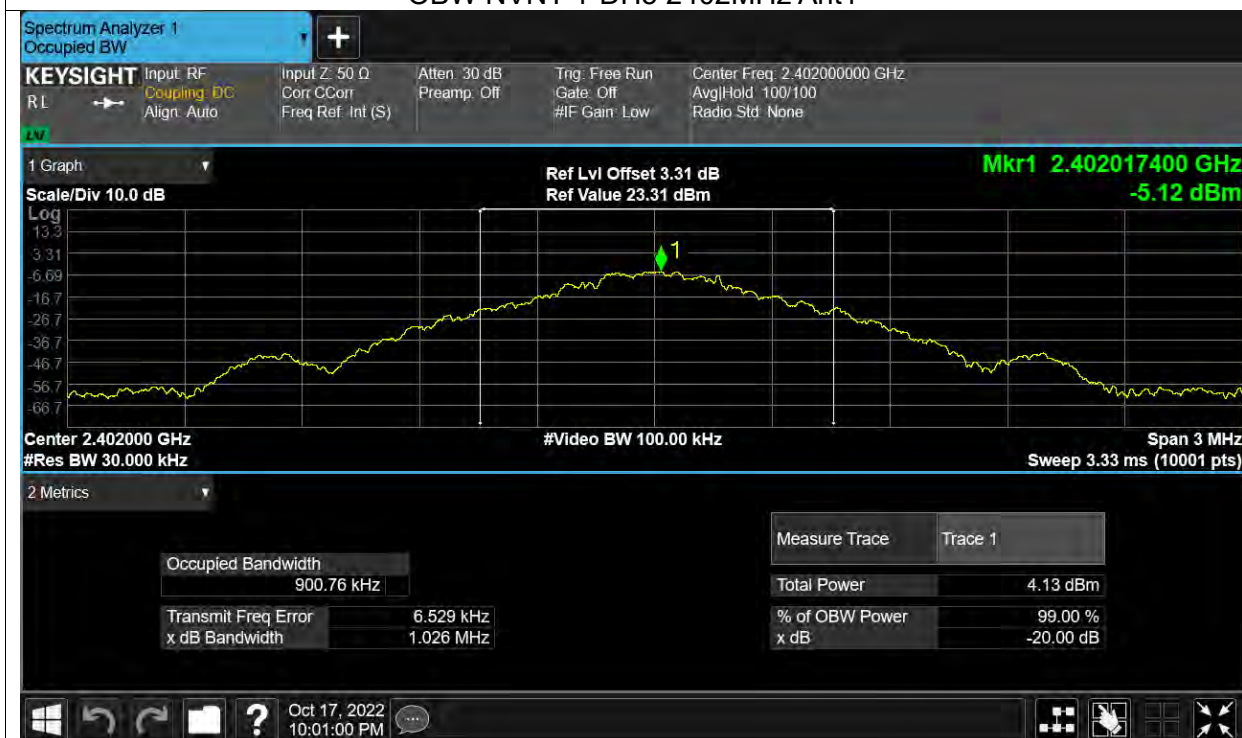 Spectrum Analyzer 1
Occupied BW
KEYSIGHT
RL
Input: RF
Coupling: DC
Align: Auto
Input Z: 50 Ω
Corr CCorr
Freq Ref: Int (S)
Atten: 30 dB
Preamp: Off
Trig: Free Run
Gate: Off
#IF Gain: Low
Center Freq: 2.402000000 GHz
Avg|Hold: 100/100
Radio Std: None
1 Graph
Scale/Div 10.0 dB
Ref Lvl Offset 3.31 dB
Ref Value 23.31 dBm
Mkr1 2.402017400 GHz
-5.12 dBm
Log
13.3
3.31
-6.69
-16.7
-26.7
-36.7
-46.7
-56.7
-66.7
1
Center 2.402000 GHz
#Video BW 100.00 kHz
Span 3 MHz
#Res BW 30.000 kHz
Sweep 3.33 ms (10001 pts)
2 Metrics
Measure Trace Trace 1
Occupied Bandwidth
900.76 kHz
Total Power 4.13 dBm
Transmit Freq Error 6.529 kHz
% of OBW Power 99.00 %
x dB Bandwidth 1.026 MHz
x dB -20.00 dB
?
Oct 17, 2022
10:01:00 PM